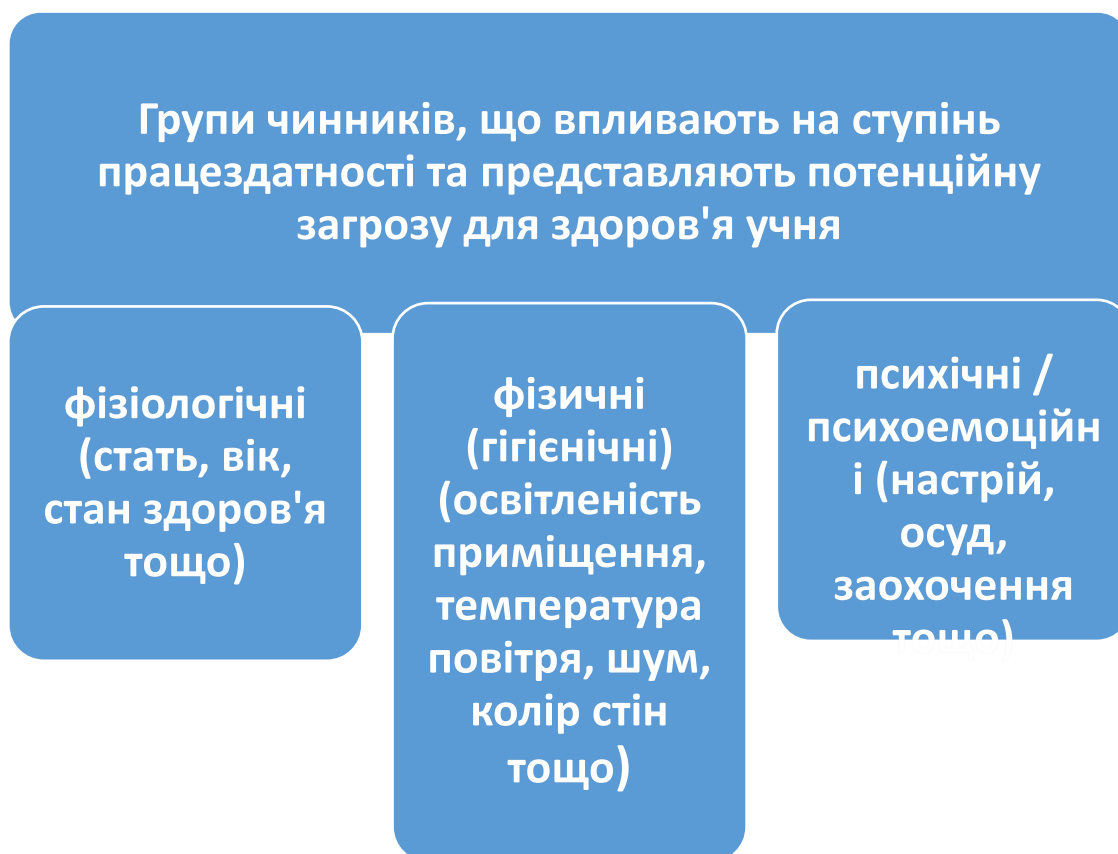 Групи чинників, що впливають на ступінь
працездатності та представляють потенційну
загрозу для здоров'я учня
фізіологічні
(стать, вік,
стан здоров'я
тощо)
фізичні
(гігієнічні)
(освітленість
приміщення,
температура
повітря, шум,
колір стін
тощо)
психічні /
психоемоційн
і (настрій,
осуд,
заохочення
тощо)